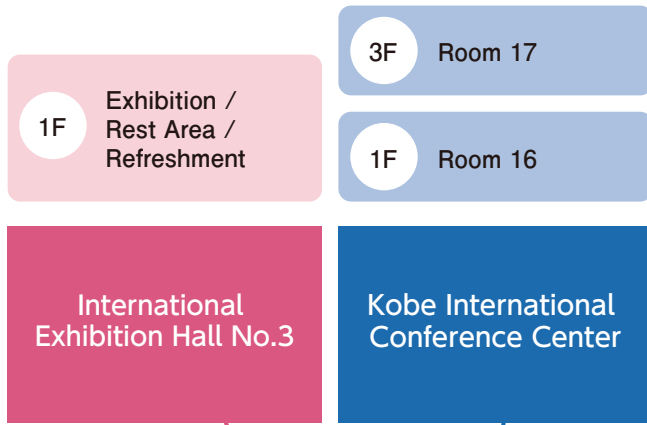 1F
Exhibition /
Rest Area /
Refreshment
International
Exhibition Hall No.3
3F Room 17
1F Room 16
Kobe International
Conference Center